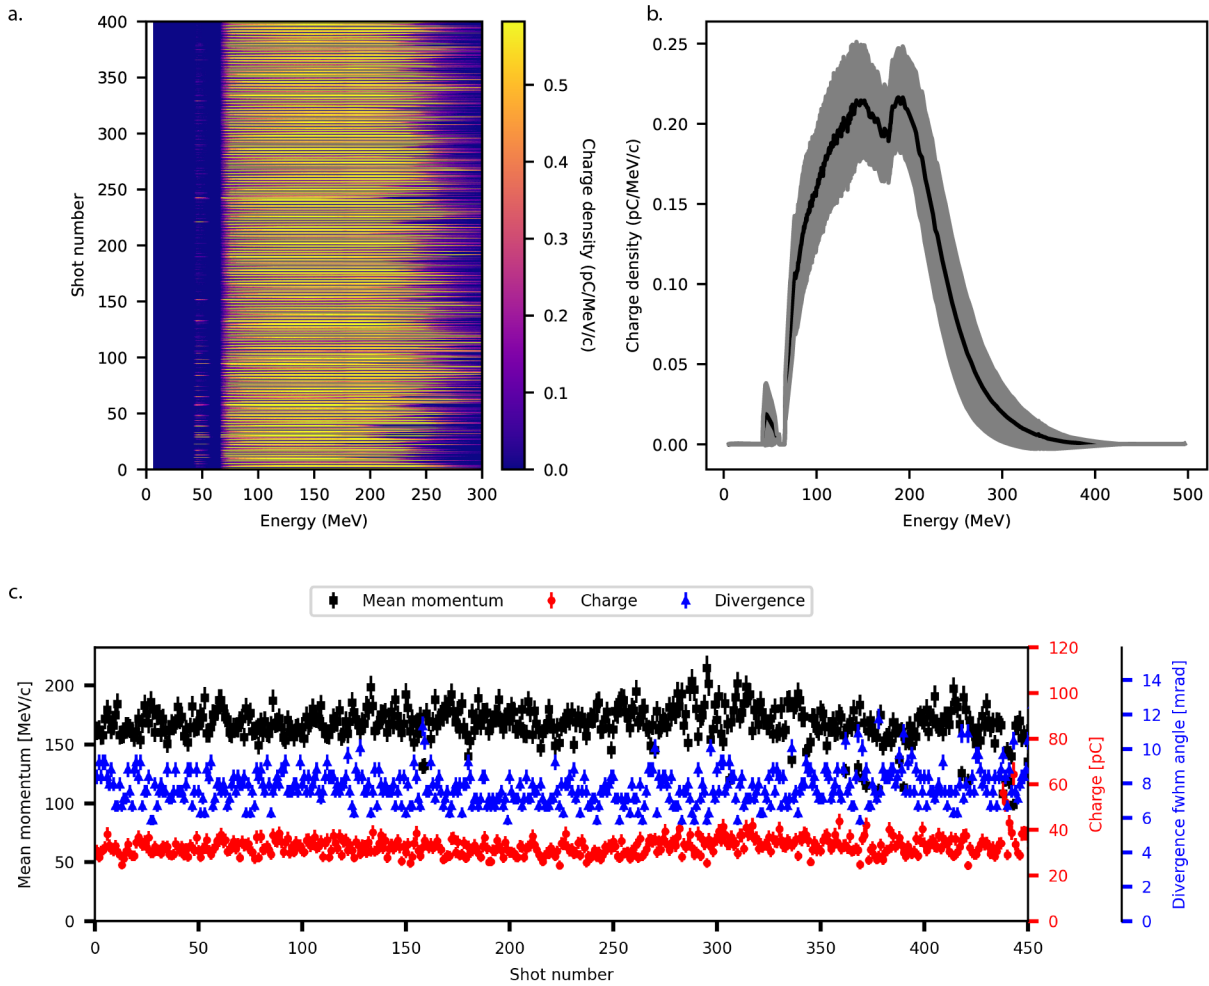 a.
400
350
300
250
200
150
100
50
0
Shot number
0 50 100 150 200 250 300
Energy (MeV)
0.5
0.4
0.3
0.2
0.1
0.0
Charge density (pC/MeV/c)
b.
0.25
0.20
0.15
0.10
0.05
0.00
Charge density (pC/MeV/c)
0 100 200 300 400 500
Energy (MeV)
c.
Mean momentum Charge Divergence
200
150
100
50
0
Mean momentum [MeV/c]
0 50 100 150 200 250 300 350 400 450
Shot number
120
100
80
60
40
20
0
Charge [pC]
14
12
10
8
6
4
2
0
Divergence fwhm angle [mrad]